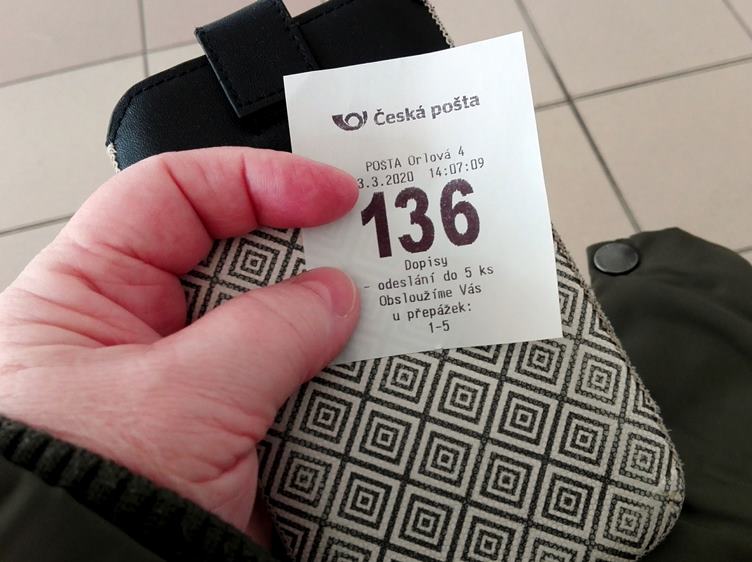 Česká pošta
POSTA Orlová 4
3.3.2020 14:07:09
136
Dopisy
- odeslání do 5 ks
Obsloužíme Vás
u přepážek:
1-5